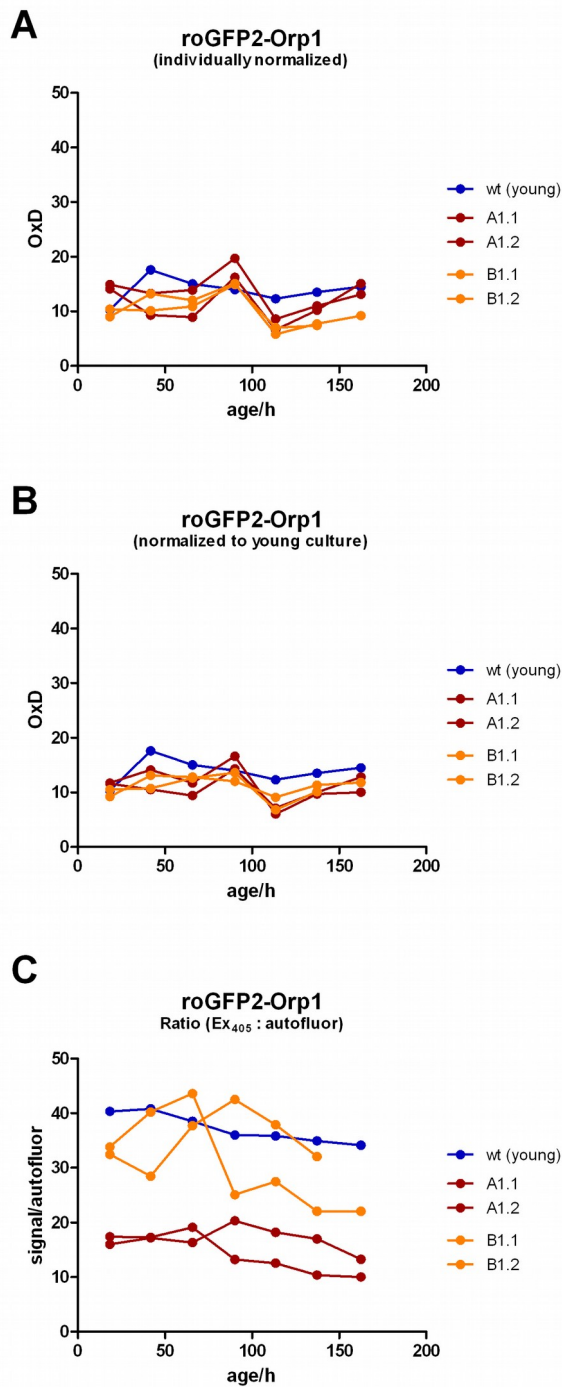 A
roGFP2-Orp1
(individually normalized)
50
40
30
20
10
0
OxD
0 50 100 150 200
age/h
wt (young)
A1.1
A1.2
B1.1
B1.2
B
roGFP2-Orp1
(normalized to young culture)
50
40
30
20
10
0
OxD
0 50 100 150 200
age/h
wt (young)
A1.1
A1.2
B1.1
B1.2
C
roGFP2-Orp1
Ratio (Ex₄₀₅ : autofluor)
50
40
30
20
10
0
signal/autofluor
0 50 100 150 200
age/h
wt (young)
A1.1
A1.2
B1.1
B1.2